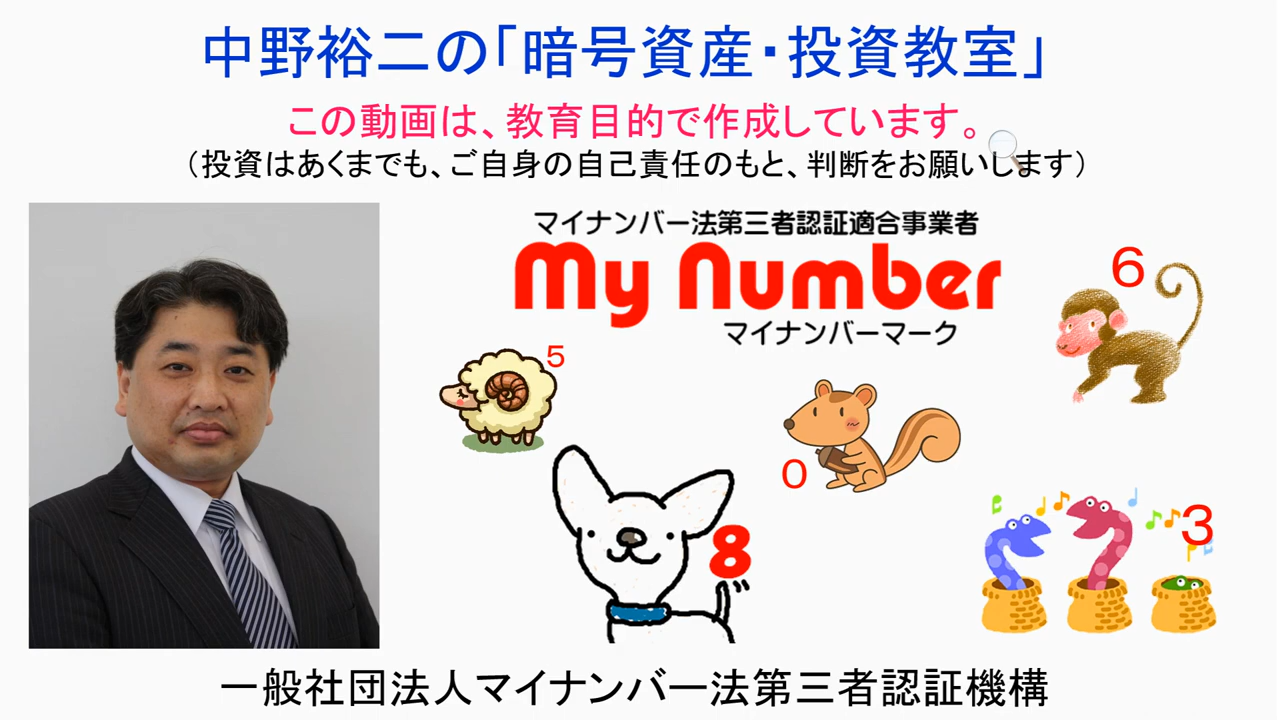 中野裕二の「暗号資産・投資教室」
この動画は、教育目的で作成しています。
（投資はあくまでも、ご自身の自己責任のもと、判断をお願いします）
マイナンバー法第三者認証適合事業者
My Number
マイナンバーマーク
6
5
0
8
3
一般社団法人マイナンバー法第三者認証機構